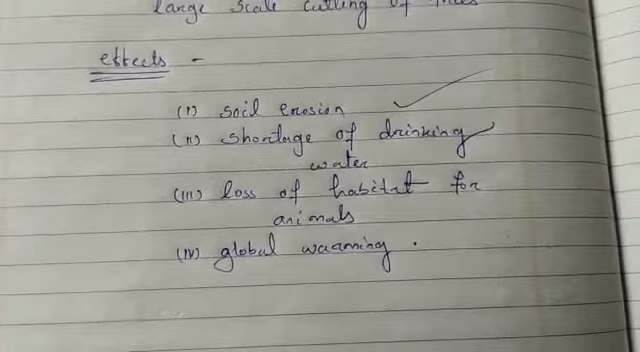 large scale cutting of trees
effects -
(i) soil erosion
(ii) shortage of drinking
water
(iii) loss of habitat for
animals
(iv) global warming .